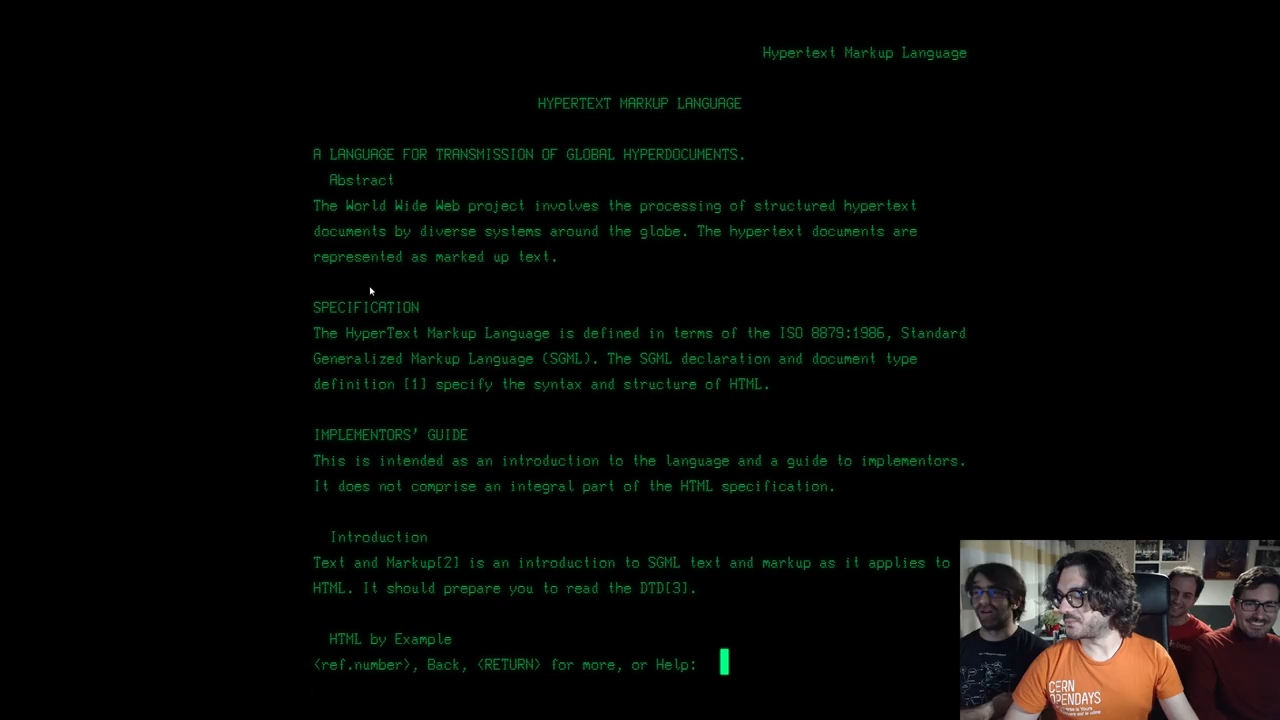 Hypertext Markup Language
HYPERTEXT MARKUP LANGUAGE
A LANGUAGE FOR TRANSMISSION OF GLOBAL HYPERDOCUMENTS.
Abstract
The World Wide Web project involves the processing of structured hypertext
documents by diverse systems around the globe. The hypertext documents are
represented as marked up text.
SPECIFICATION
The HyperText Markup Language is defined in terms of the ISO 8879:1986, Standard
Generalized Markup Language (SGML). The SGML declaration and document type
definition [1] specify the syntax and structure of HTML.
IMPLEMENTORS' GUIDE
This is intended as an introduction to the language and a guide to implementors.
It does not comprise an integral part of the HTML specification.
Introduction
Text and Markup[2] is an introduction to SGML text and markup as it applies to
HTML. It should prepare you to read the DTD[3].
HTML by Example
<ref.number>, Back, <RETURN> for more, or Help:
CERN
OPENDAYS